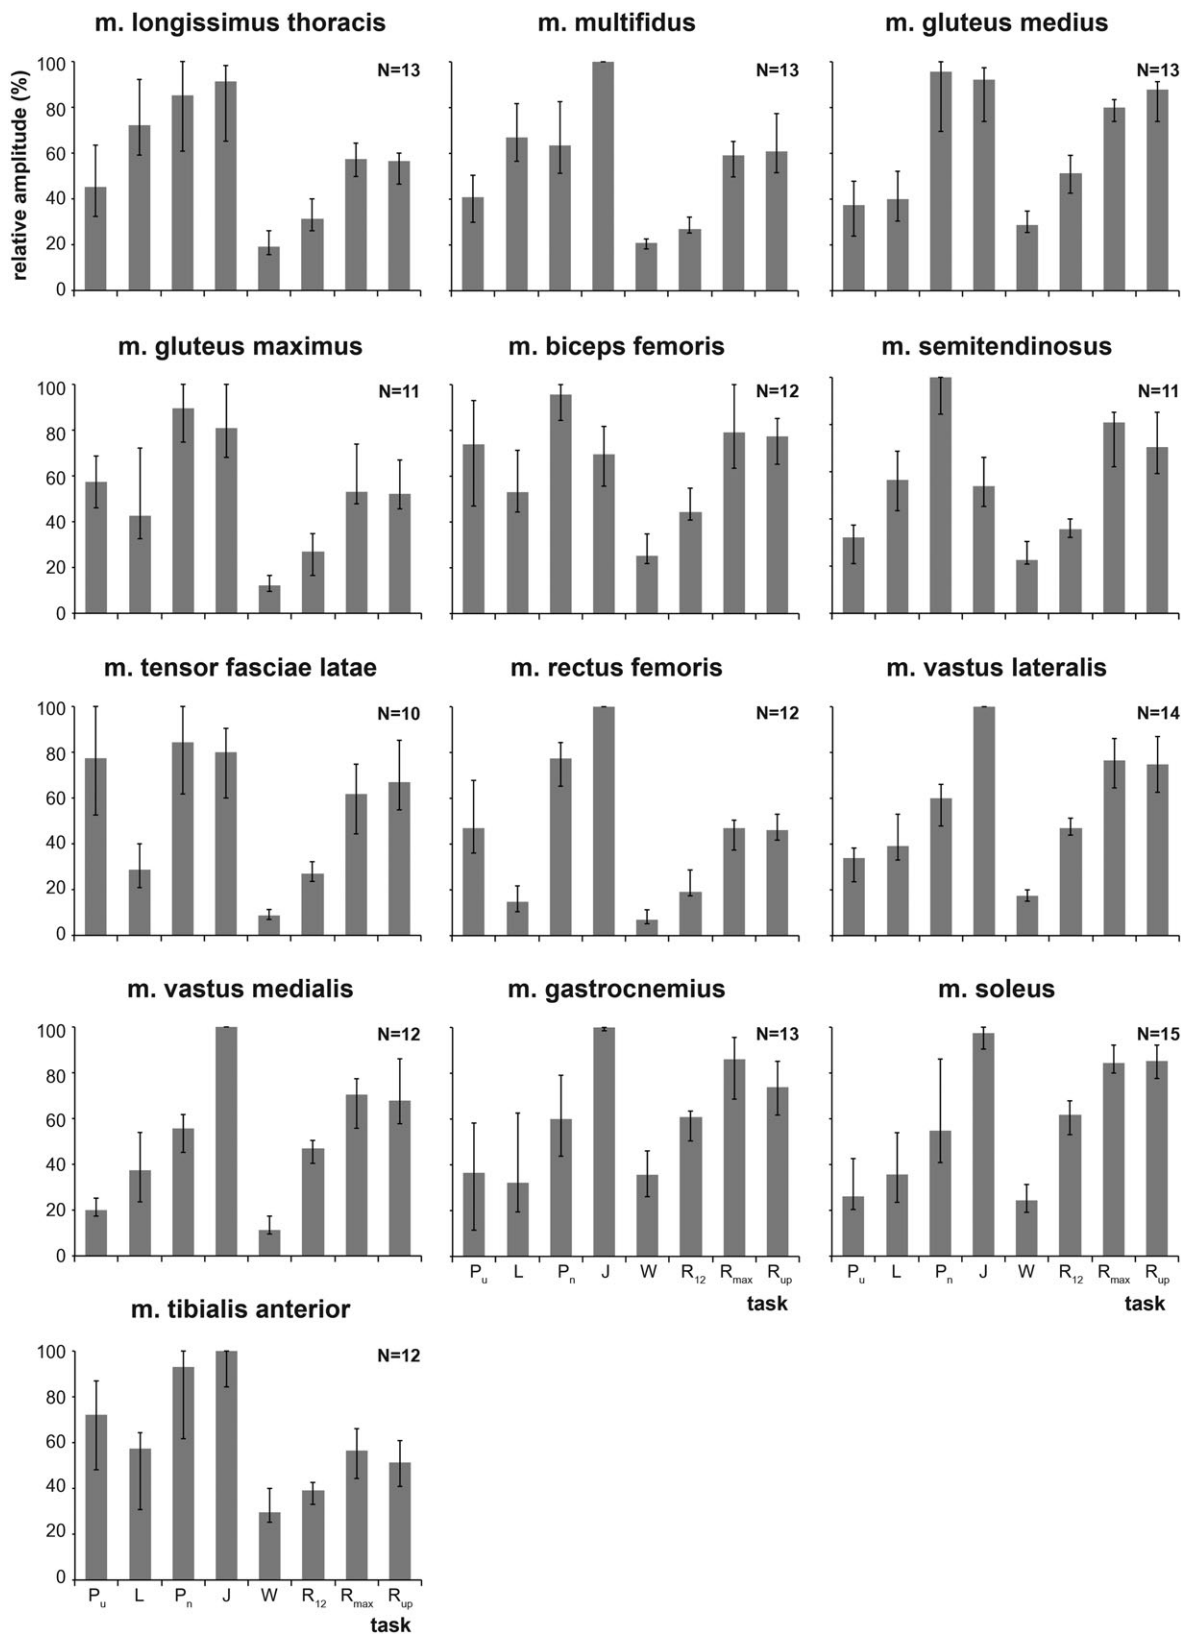 m. longissimus thoracis
m. multifidus
m. gluteus medius
relative amplitude (%)
100
80
60
40
20
0
N=13
N=13
N=13
m. gluteus maximus
m. biceps femoris
m. semitendinosus
100
80
60
40
20
0
N=11
N=12
N=11
m. tensor fasciae latae
m. rectus femoris
m. vastus lateralis
100
80
60
40
20
0
N=10
N=12
N=14
m. vastus medialis
m. gastrocnemius
m. soleus
100
80
60
40
20
0
N=12
N=13
N=15
Pu L Pn J W R12 Rmax Rup
task
Pu L Pn J W R12 Rmax Rup
task
m. tibialis anterior
100
80
60
40
20
0
N=12
Pu L Pn J W R12 Rmax Rup
task